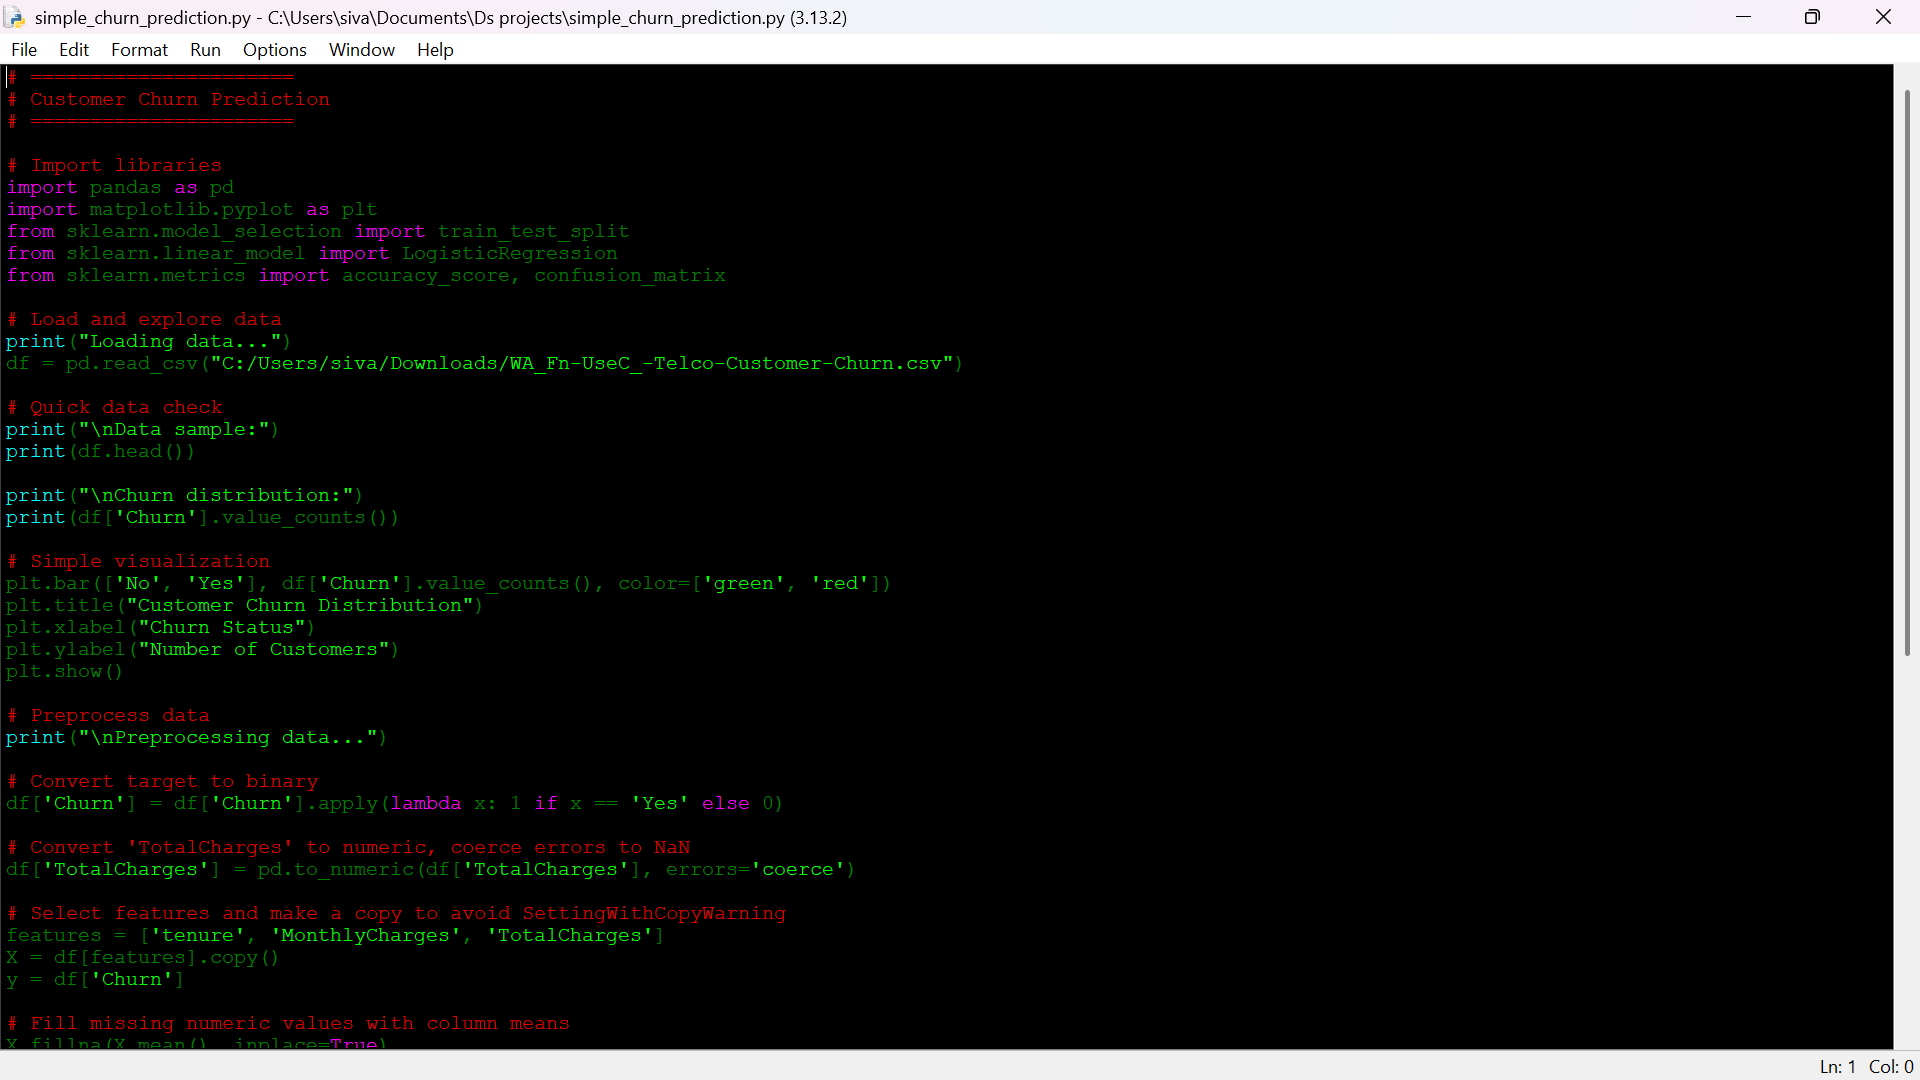 simple_churn_prediction.py - C:\Users\siva\Documents\Ds projects\simple_churn_prediction.py (3.13.2)
File Edit Format Run Options Window Help
# ======================
# Customer Churn Prediction
# ======================

# Import libraries
import pandas as pd
import matplotlib.pyplot as plt
from sklearn.model_selection import train_test_split
from sklearn.linear_model import LogisticRegression
from sklearn.metrics import accuracy_score, confusion_matrix

# Load and explore data
print("Loading data...")
df = pd.read_csv("C:/Users/siva/Downloads/WA_Fn-UseC_-Telco-Customer-Churn.csv")

# Quick data check
print("\nData sample:")
print(df.head())

print("\nChurn distribution:")
print(df['Churn'].value_counts())

# Simple visualization
plt.bar(['No', 'Yes'], df['Churn'].value_counts(), color=['green', 'red'])
plt.title("Customer Churn Distribution")
plt.xlabel("Churn Status")
plt.ylabel("Number of Customers")
plt.show()

# Preprocess data
print("\nPreprocessing data...")

# Convert target to binary
df['Churn'] = df['Churn'].apply(lambda x: 1 if x == 'Yes' else 0)

# Convert 'TotalCharges' to numeric, coerce errors to NaN
df['TotalCharges'] = pd.to_numeric(df['TotalCharges'], errors='coerce')

# Select features and make a copy to avoid SettingWithCopyWarning
features = ['tenure', 'MonthlyCharges', 'TotalCharges']
X = df[features].copy()
y = df['Churn']

# Fill missing numeric values with column means
X.fillna(X.mean(), inplace=True)
Ln: 1 Col: 0